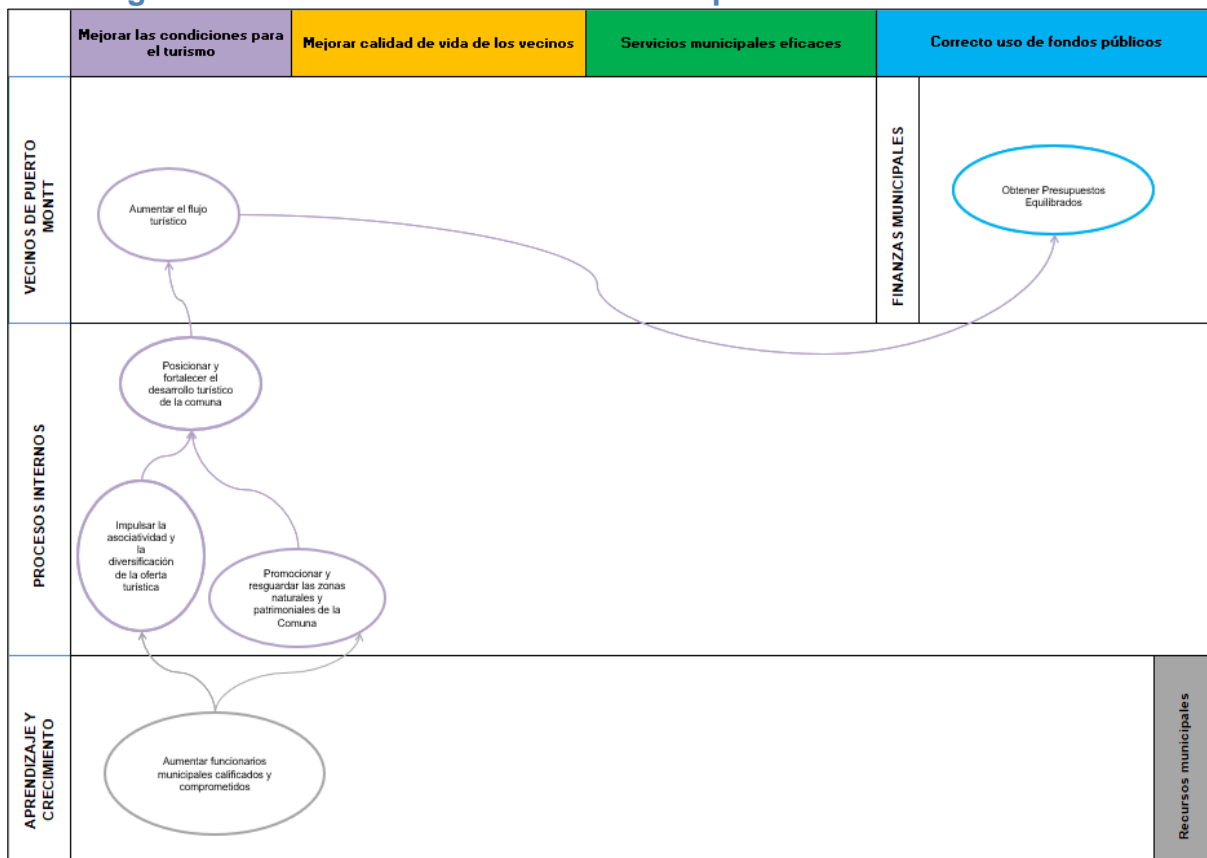 Mejorar las condiciones para
el turismo
Mejorar calidad de vida de los vecinos
Servicios municipales eficaces
Correcto uso de fondos públicos
VECINOS DE PUERTO
MONTT
Aumentar el flujo
turístico
FINANZAS MUNICIPALES
Obtener Presupuestos
Equilibrados
PROCESOS INTERNOS
Posicionar y
fortalecer el
desarrollo turístico
de la comuna
Impulsar la
asociatividad y
la
diversificación
de la oferta
turística
Promocionar y
resguardar las zonas
naturales y
patrimoniales de la
Comuna
APRENDIZAJE Y
CRECIMIENTO
Aumentar funcionarios
municipales calificados y
comprometidos
Recursos municipales